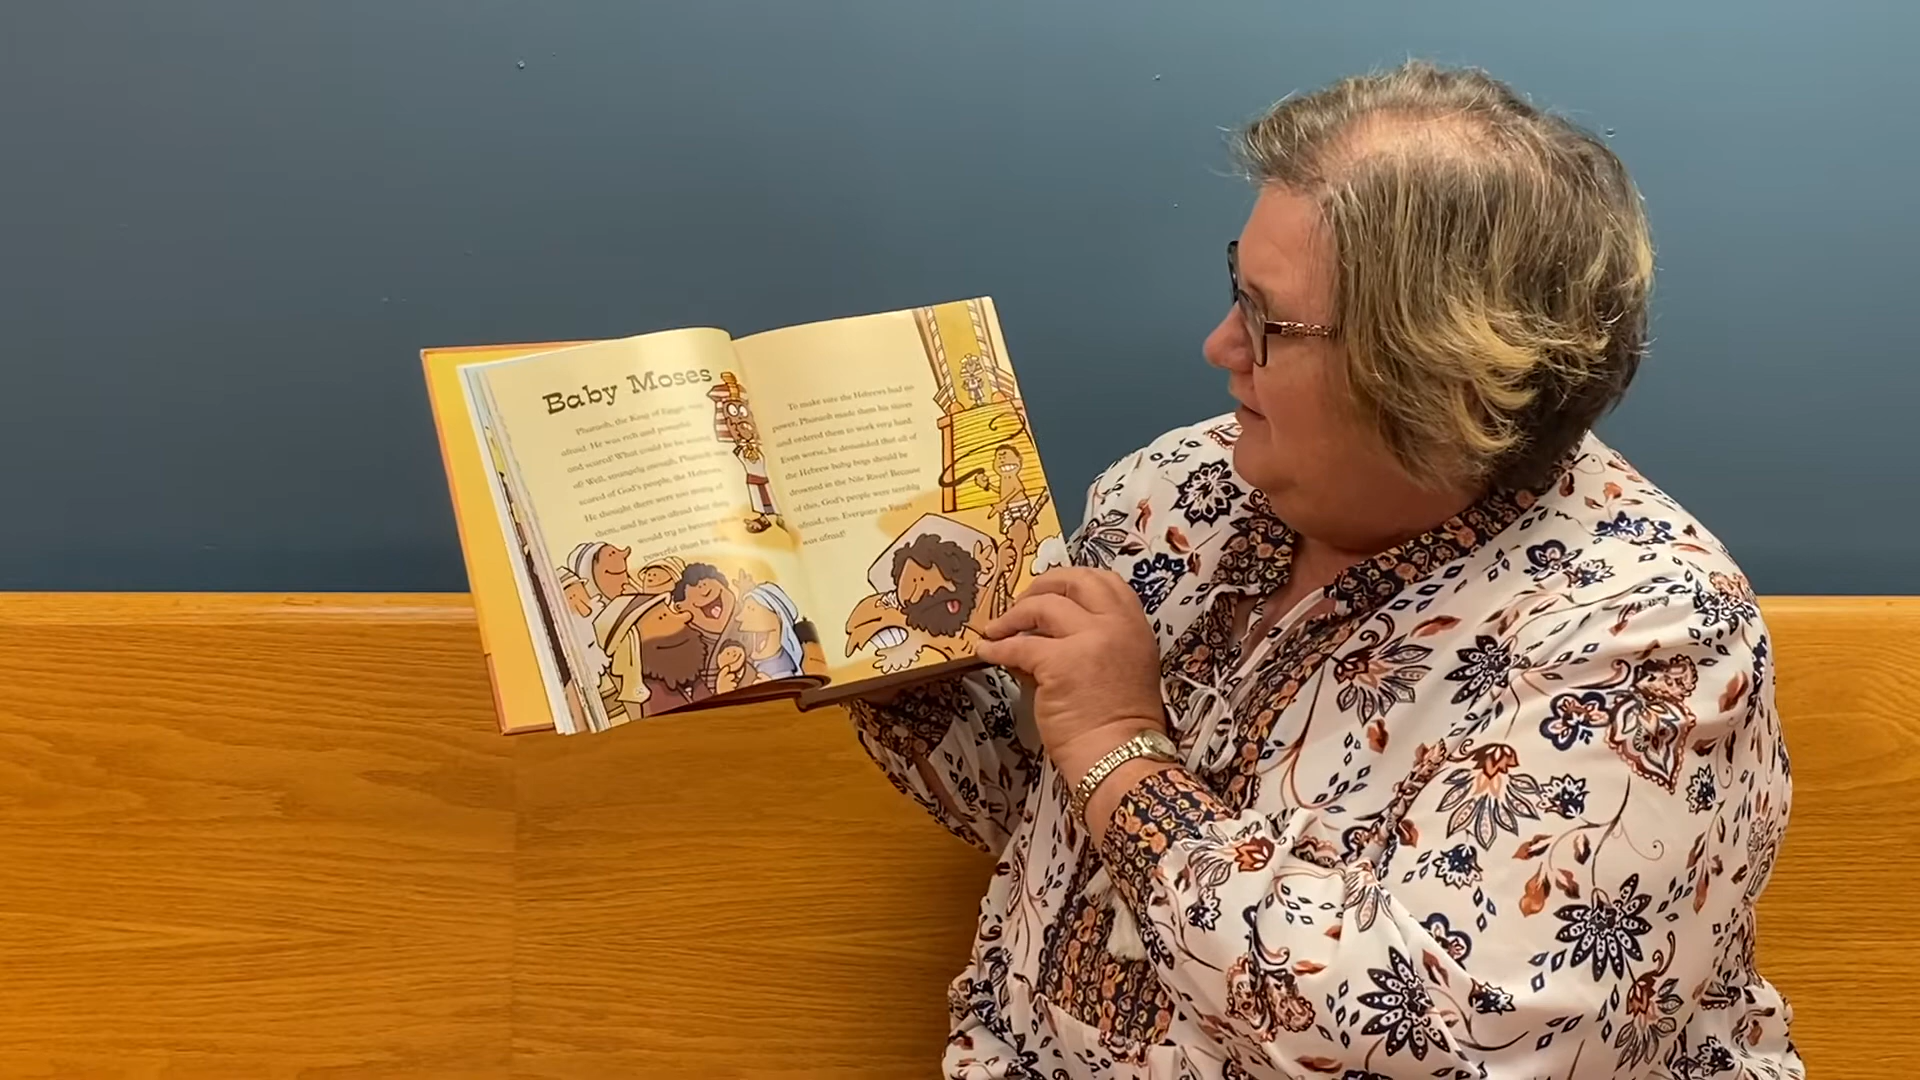 Baby Moses
Pharaoh, the King of Egypt, was
afraid. He was rich and powerful
and scared! What could he be scared
of? Well, strangely enough, Pharaoh was
scared of God's people, the Hebrews.
He thought there were too many of
them, and he was afraid that they
would try to become
powerful than he was.
To make sure the Hebrews had no
power, Pharaoh made them his slaves
and ordered them to work very hard.
Even worse, he demanded that all of
the Hebrew baby boys should be
drowned in the Nile River! Because
of this, God's people were terribly
afraid, too. Everyone in Egypt
was afraid!